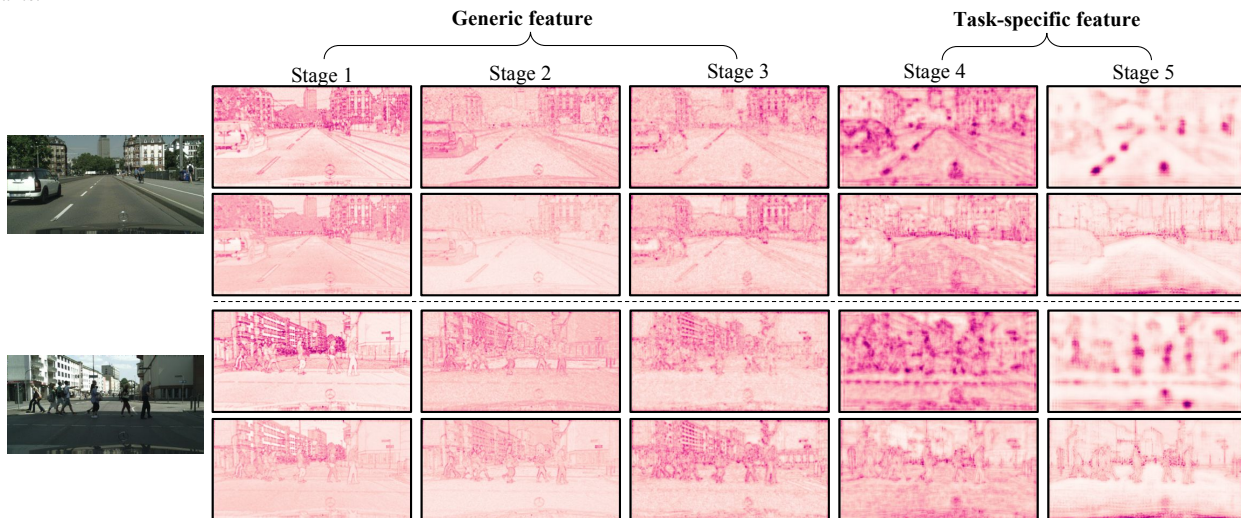 Generic feature
Task-specific feature
Stage 1
Stage 2
Stage 3
Stage 4
Stage 5